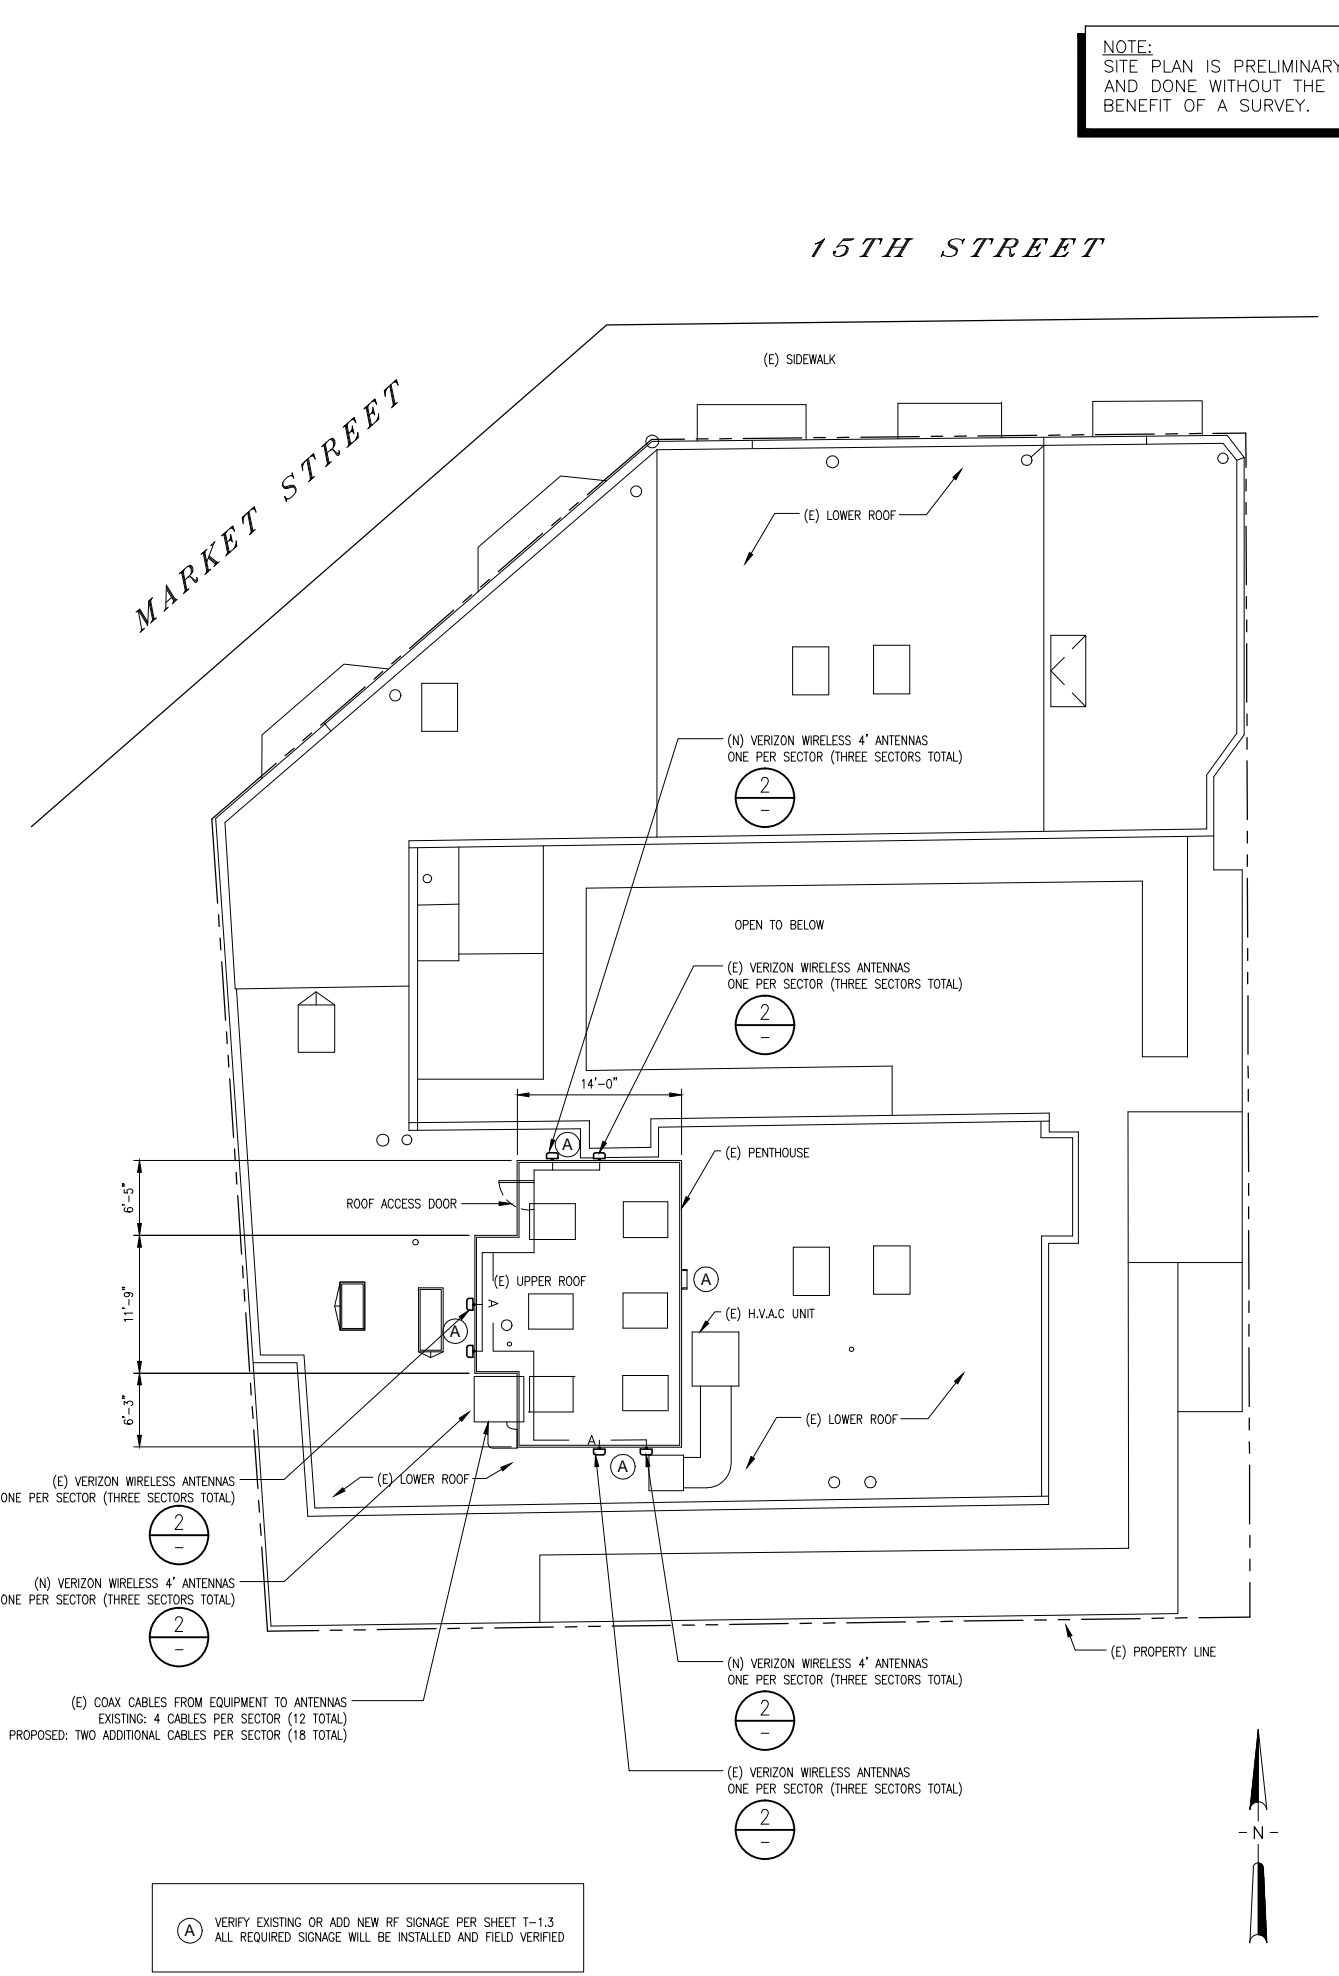 NOTE:
SITE PLAN IS PRELIMINARY
AND DONE WITHOUT THE
BENEFIT OF A SURVEY.
15TH STREET
(E) SIDEWALK
MARKET STREET
(E) LOWER ROOF
(N) VERIZON WIRELESS 4' ANTENNAS
ONE PER SECTOR (THREE SECTORS TOTAL)
2
-
OPEN TO BELOW
(E) VERIZON WIRELESS ANTENNAS
ONE PER SECTOR (THREE SECTORS TOTAL)
2
-
14'-0"
A
(E) PENTHOUSE
6'-5"
ROOF ACCESS DOOR
11'-9"
(E) UPPER ROOF
A
A
(E) H.V.A.C UNIT
A
6'-3"
(E) LOWER ROOF
A
A
(E) LOWER ROOF
(E) VERIZON WIRELESS ANTENNAS
ONE PER SECTOR (THREE SECTORS TOTAL)
2
-
(N) VERIZON WIRELESS 4' ANTENNAS
ONE PER SECTOR (THREE SECTORS TOTAL)
2
-
(E) PROPERTY LINE
(N) VERIZON WIRELESS 4' ANTENNAS
ONE PER SECTOR (THREE SECTORS TOTAL)
2
-
(E) COAX CABLES FROM EQUIPMENT TO ANTENNAS
EXISTING: 4 CABLES PER SECTOR (12 TOTAL)
PROPOSED: TWO ADDITIONAL CABLES PER SECTOR (18 TOTAL)
(E) VERIZON WIRELESS ANTENNAS
ONE PER SECTOR (THREE SECTORS TOTAL)
2
-
-N-
A
VERIFY EXISTING OR ADD NEW RF SIGNAGE PER SHEET T-1.3
ALL REQUIRED SIGNAGE WILL BE INSTALLED AND FIELD VERIFIED